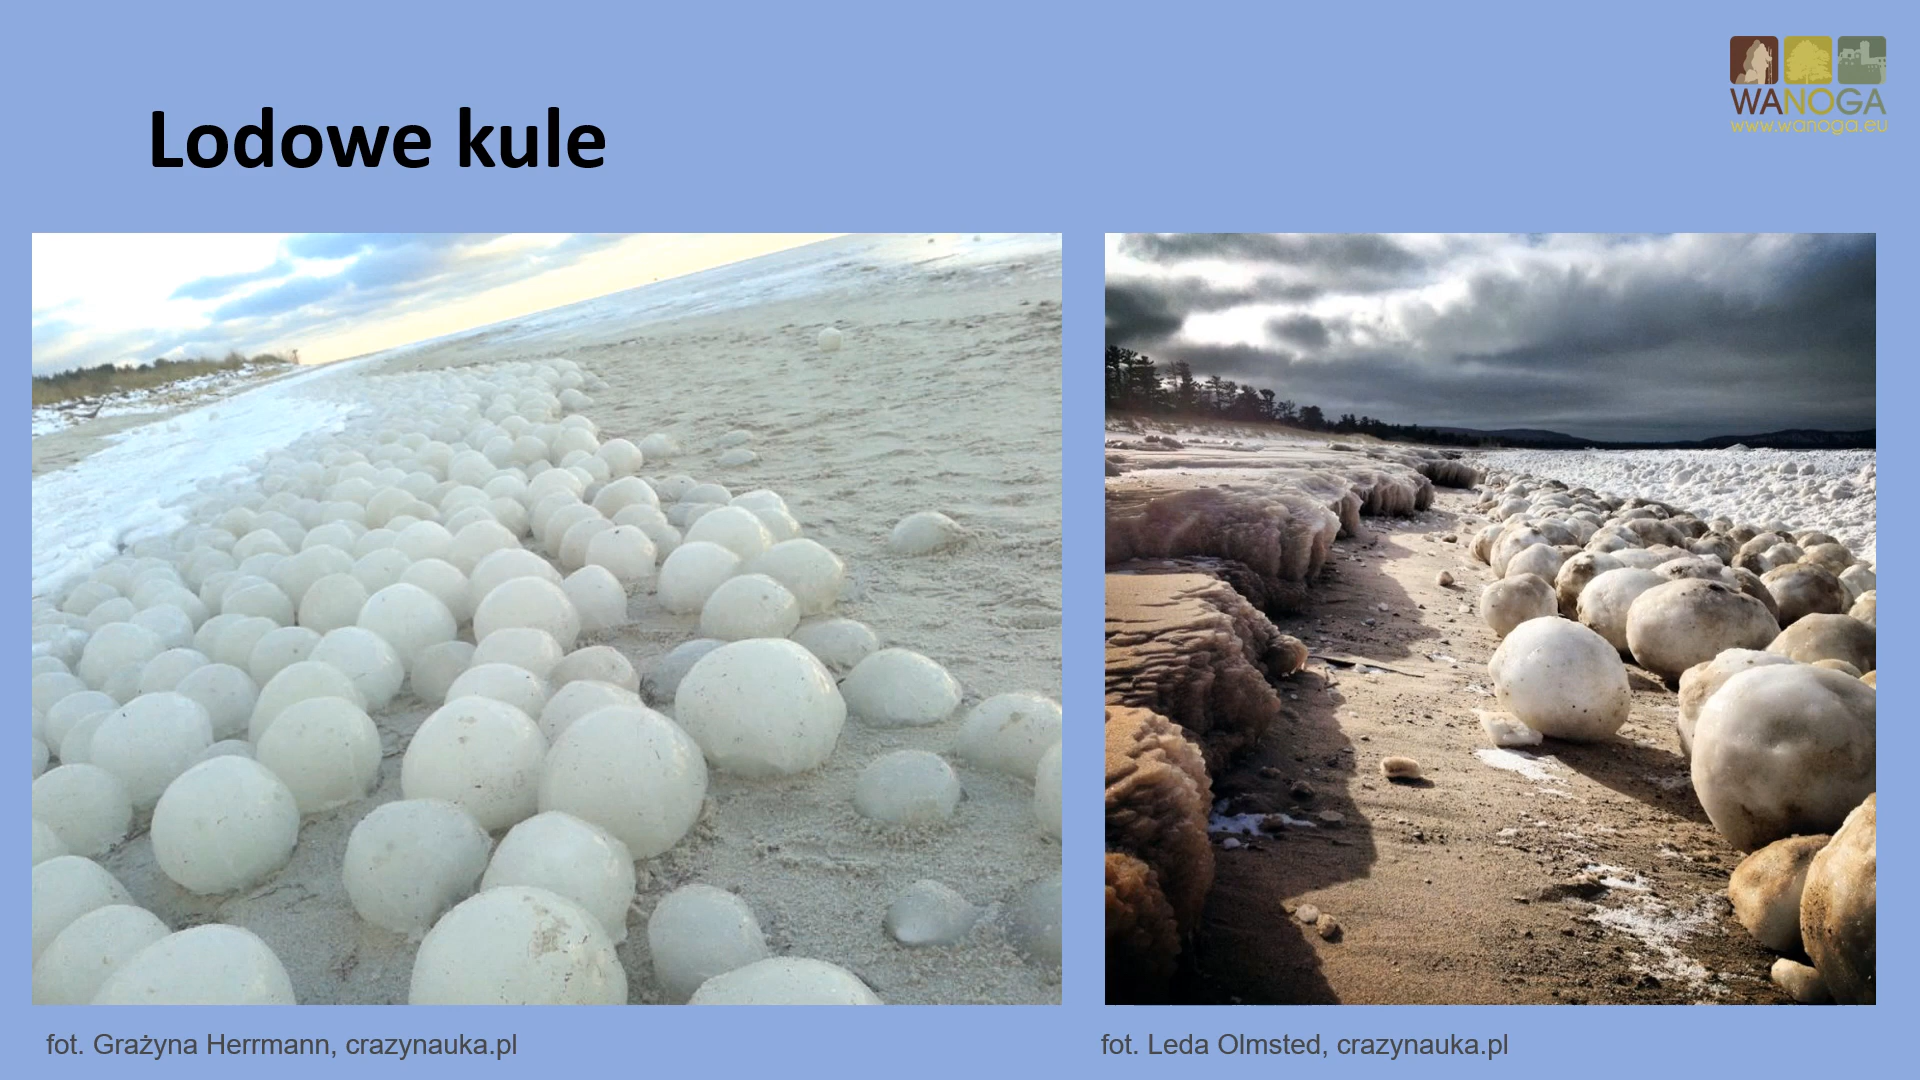 WANOGA
www.wanoga.eu
Lodowe kule
fot. Grażyna Herrmann, crazynauka.pl
fot. Leda Olmsted, crazynauka.pl